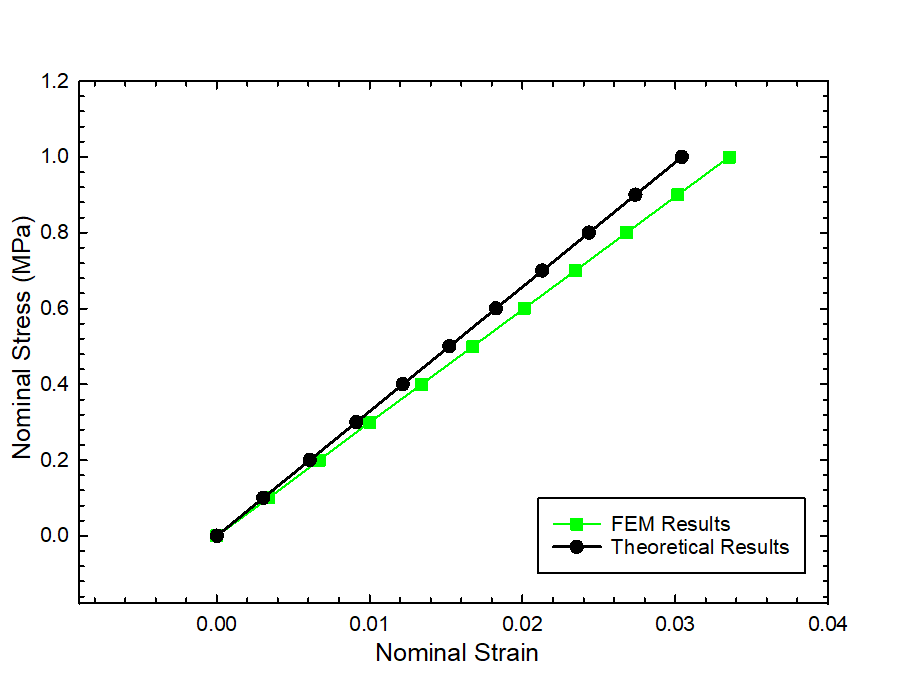 1.2
1.0
0.8
0.6
0.4
0.2
0.0
Nominal Stress (MPa)
FEM Results
Theoretical Results
0.00 0.01 0.02 0.03 0.04
Nominal Strain